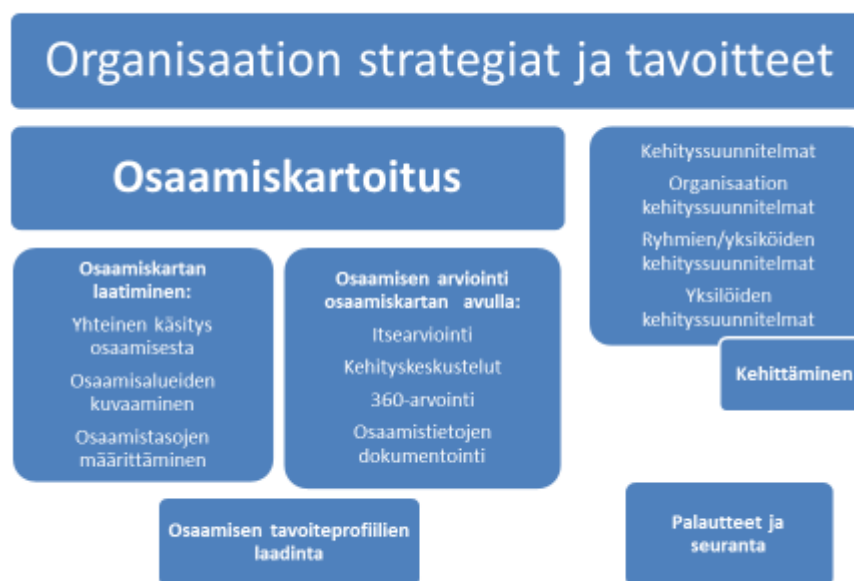 Organisaation strategiat ja tavoitteet
Osaamiskartoitus
Osaamiskartan
laatiminen:
Yhteinen käsitys
osaamisesta
Osaamisalueiden
kuvaaminen
Osaamistasojen
määrittäminen
Osaamisen arviointi
osaamiskartan avulla:
Itsearviointi
Kehityskeskustelut
360-arvointi
Osaamistietojen
dokumentointi
Kehityssuunnitelmat
Organisaation
kehityssuunnitelmat
Ryhmien/yksiköiden
kehityssuunnitelmat
Yksilöiden
kehityssuunnitelmat
Kehittäminen
Osaamisen tavoiteprofiilien
laadinta
Palautteet ja
seuranta